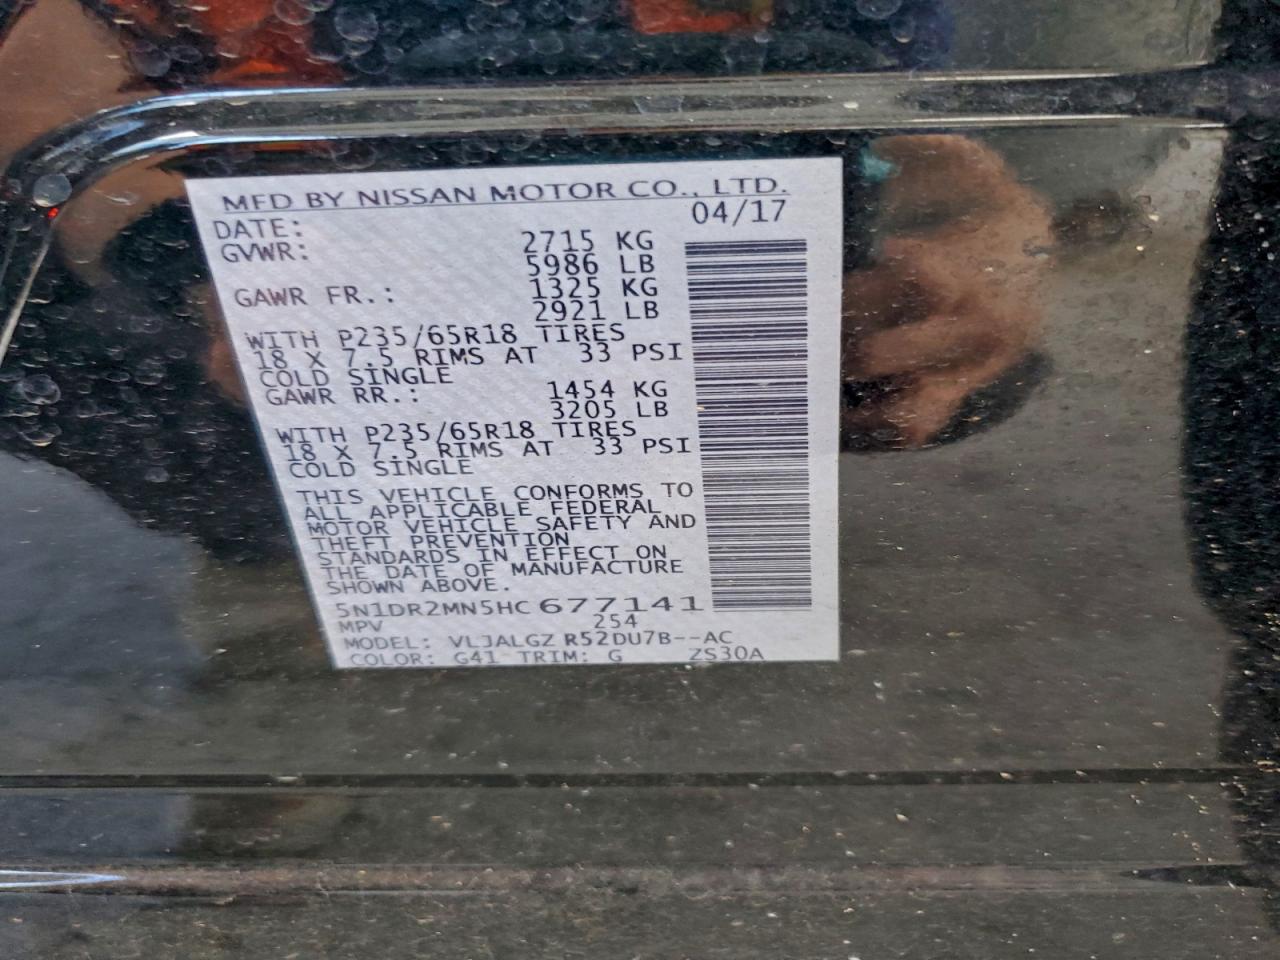 MFD BY NISSAN MOTOR CO., LTD.
DATE: 04/17
GVWR: 2715 KG
5986 LB
GAWR FR.: 1325 KG
2921 LB
WITH P235/65R18 TIRES
18 X 7.5 RIMS AT 33 PSI
COLD SINGLE
GAWR RR.: 1454 KG
3205 LB
WITH P235/65R18 TIRES
18 X 7.5 RIMS AT 33 PSI
COLD SINGLE
THIS VEHICLE CONFORMS TO
ALL APPLICABLE FEDERAL
MOTOR VEHICLE SAFETY AND
THEFT PREVENTION
STANDARDS IN EFFECT ON
THE DATE OF MANUFACTURE
SHOWN ABOVE.
5N1DR2MN5HC677141
MPV 254
MODEL: VLJALGZ R52DU7B--AC
COLOR: G41 TRIM: G ZS30A